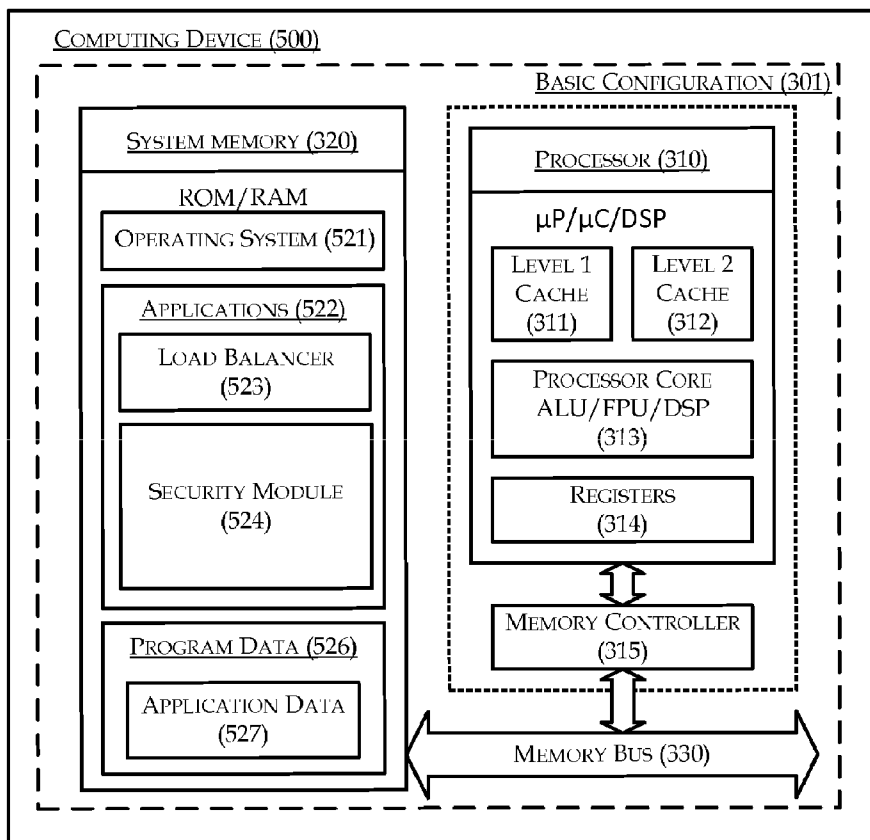 COMPUTING DEVICE (500)
BASIC CONFIGURATION (301)
SYSTEM MEMORY (320)
ROM/RAM
OPERATING SYSTEM (521)
APPLICATIONS (522)
LOAD BALANCER
(523)
SECURITY MODULE
(524)
PROGRAM DATA (526)
APPLICATION DATA
(527)
PROCESSOR (310)
µP/µC/DSP
LEVEL 1
CACHE
(311)
LEVEL 2
CACHE
(312)
PROCESSOR CORE
ALU/FPU/DSP
(313)
REGISTERS
(314)
MEMORY CONTROLLER
(315)
MEMORY BUS (330)